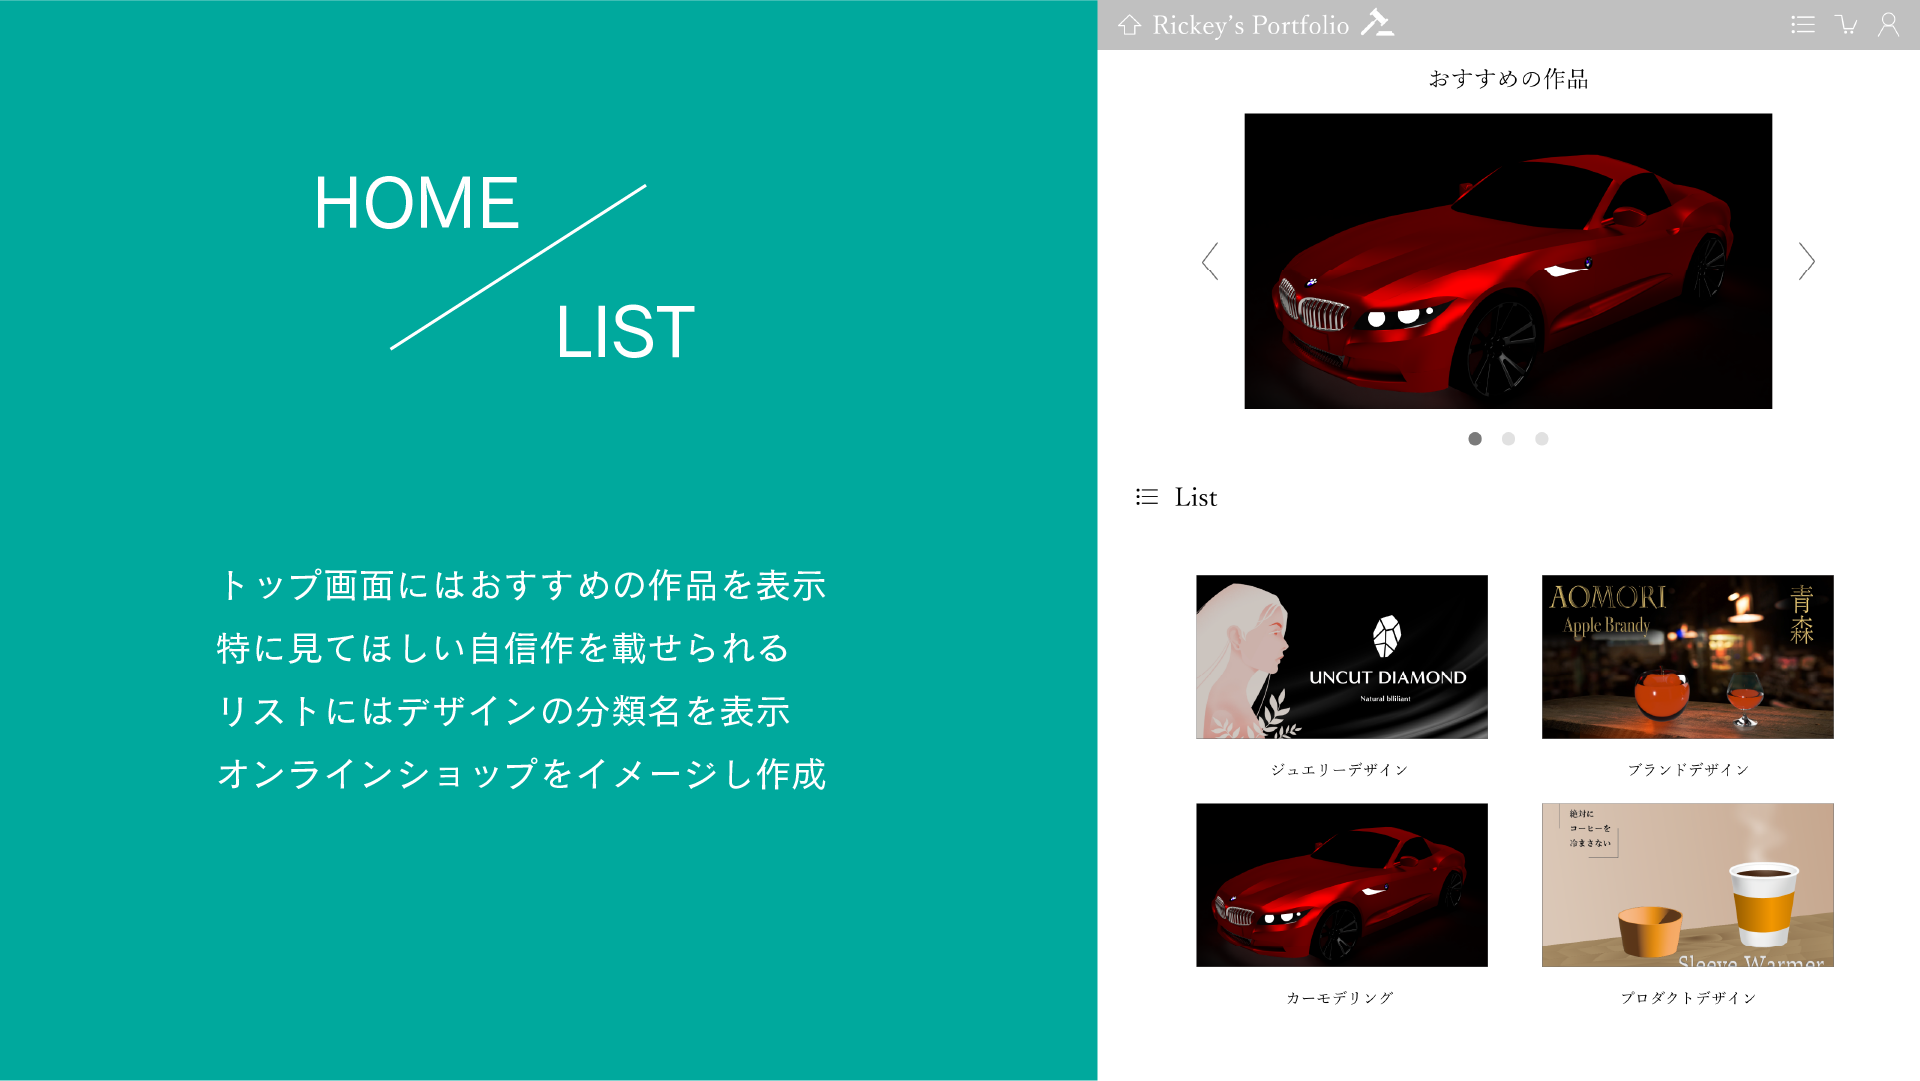 HOME
LIST
トップ画面にはおすすめの作品を表示
特に見てほしい自信作を載せられる
リストにはデザインの分類名を表示
オンラインショップをイメージし作成
Rickey’s Portfolio
おすすめの作品
List
UNCUT DIAMOND
Natural bliliant
ジュエリーデザイン
AOMORI
Apple Brandy
青森
ブランドデザイン
カーモデリング
絶対に
コーヒーを
冷まさない
Sleeve Warmer
プロダクトデザイン